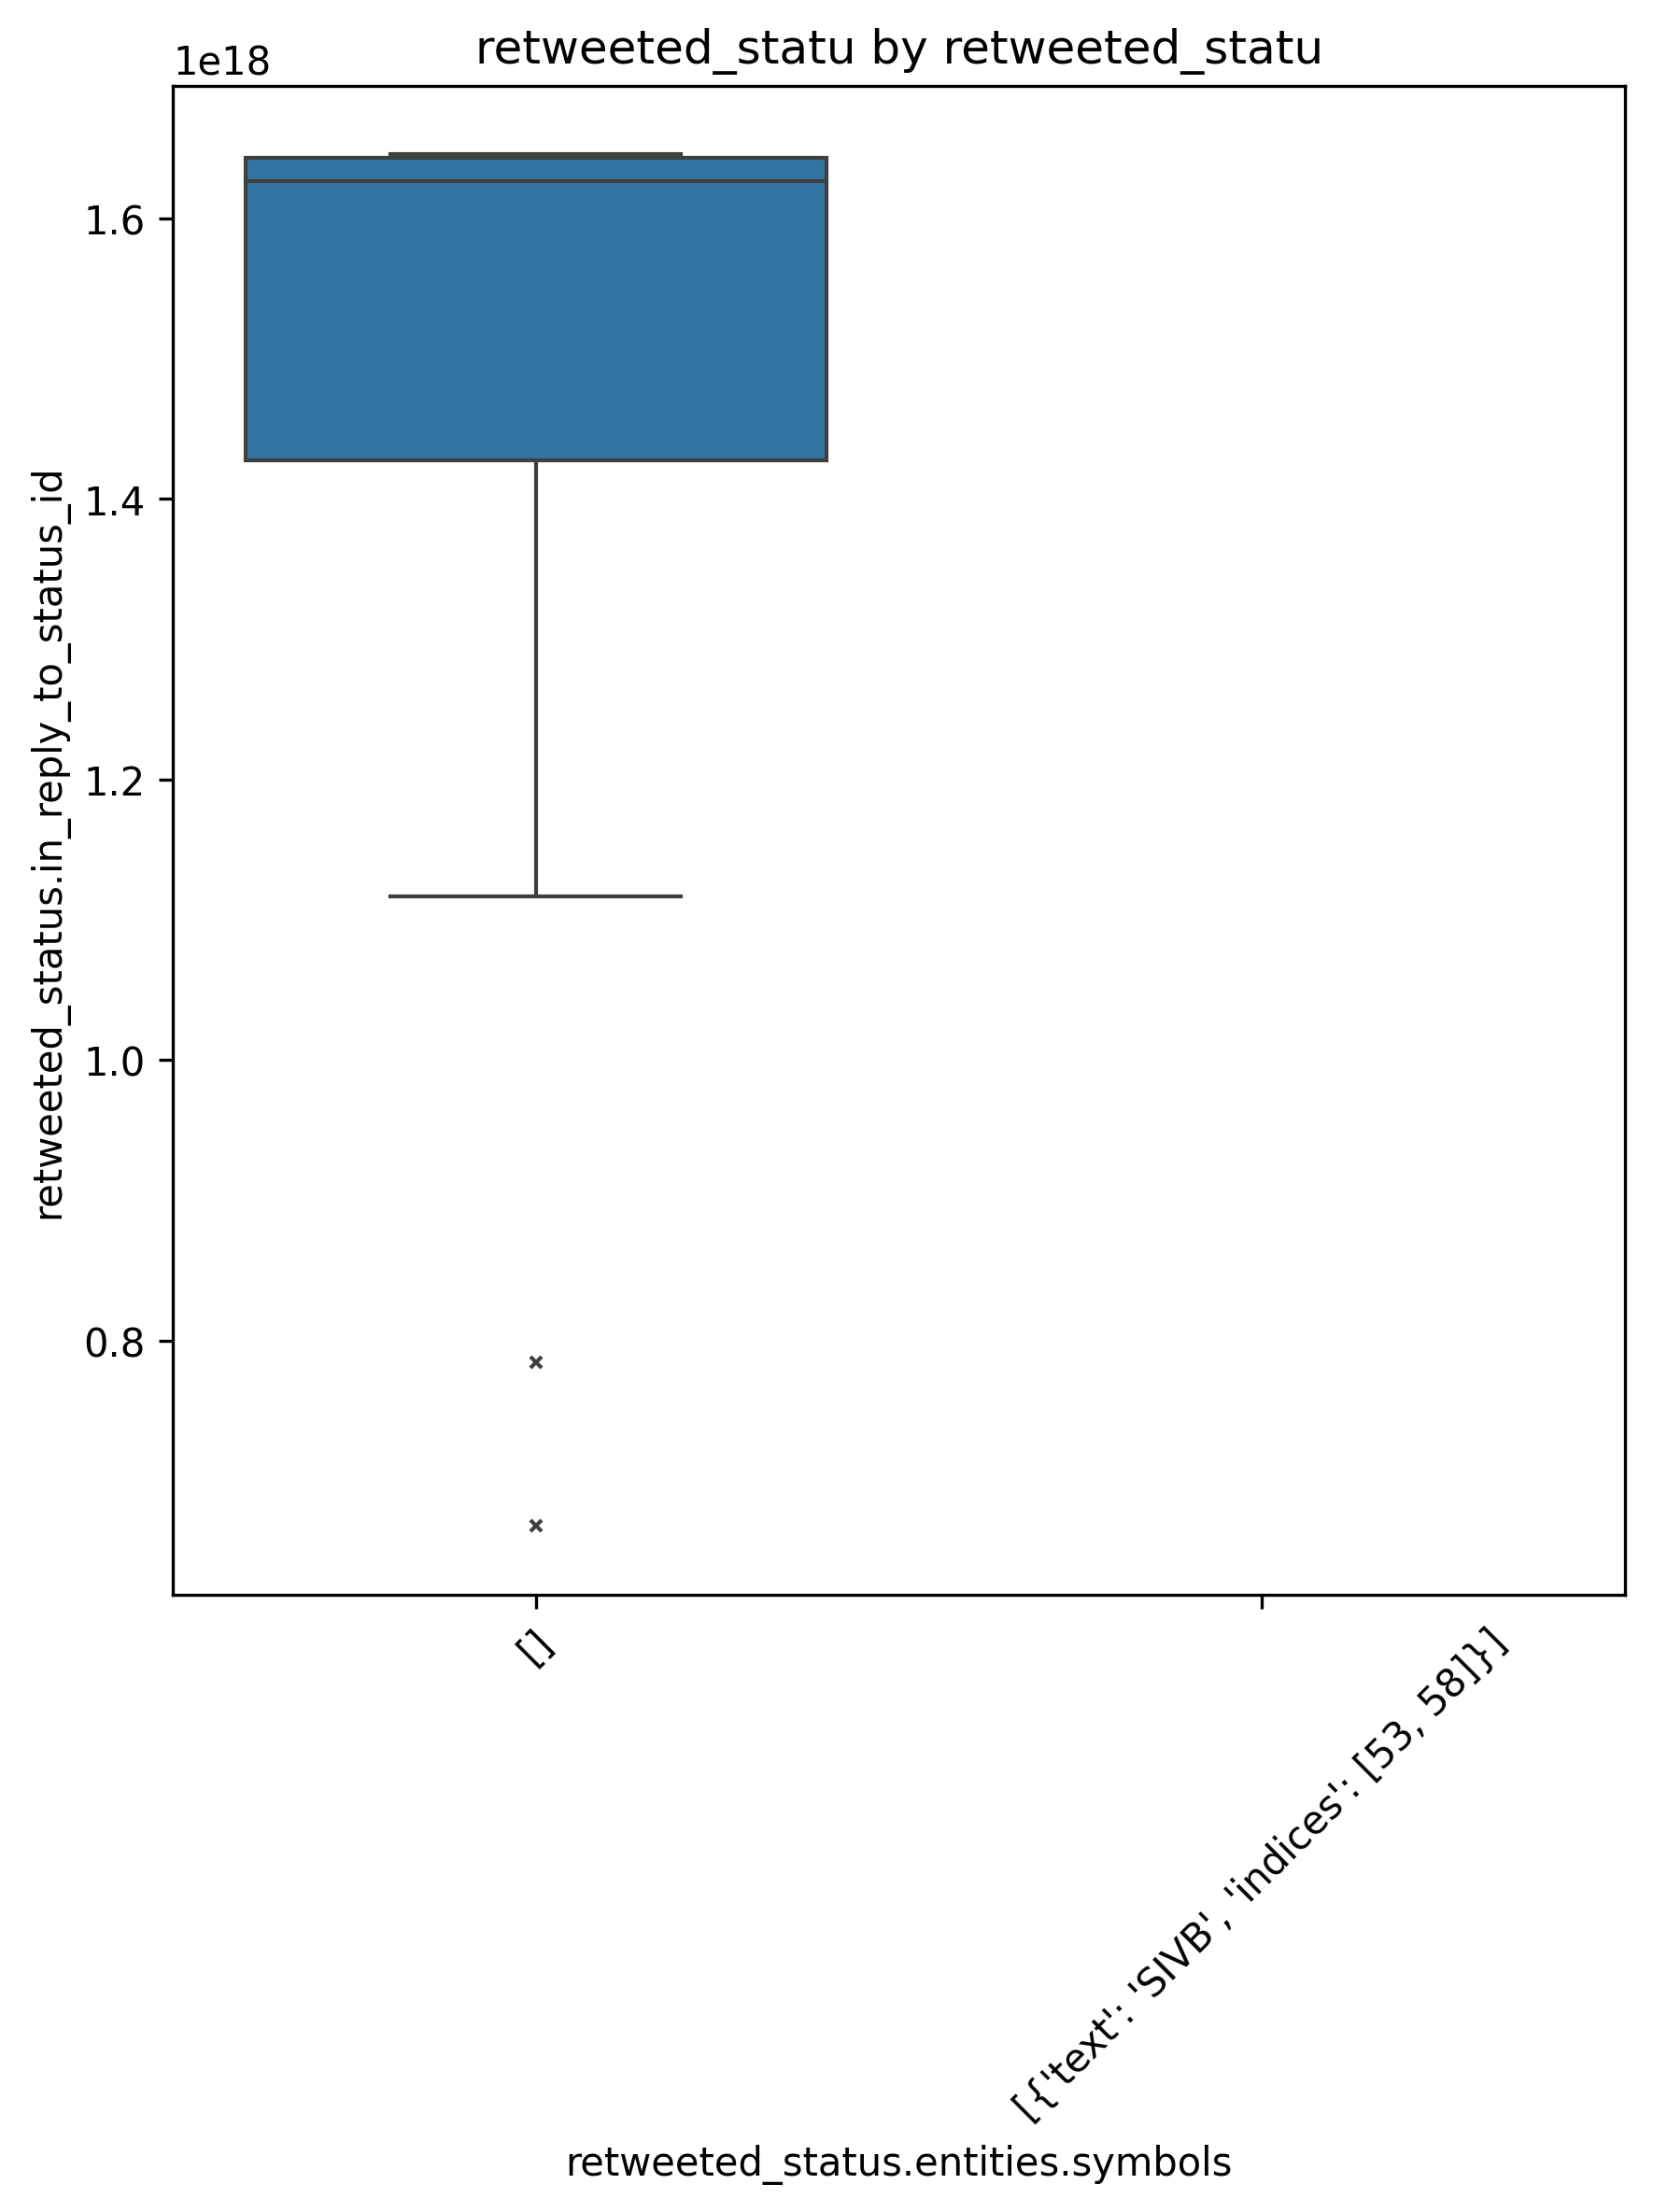 retweeted_statu by retweeted_statu
1e18
1.6
1.4
1.2
1.0
0.8
retweeted_status.in_reply_to_status_id
[]
[{'text': 'SIVB', 'indices': [53, 58]}]
retweeted_status.entities.symbols